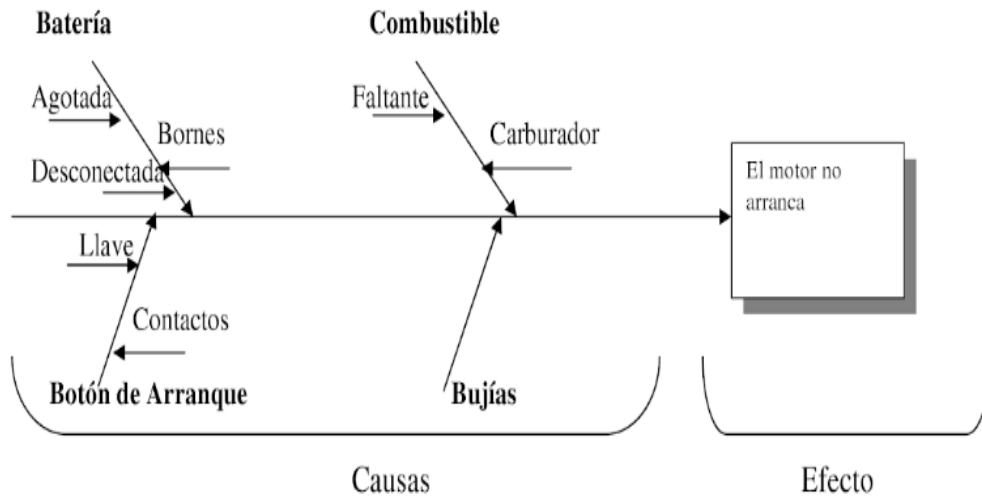 Batería
Combustible
Agotada
Faltante
Bornes
Carburador
Desconectada
El motor no
arranca
Llave
Contactos
Botón de Arranque
Bujías
Causas
Efecto